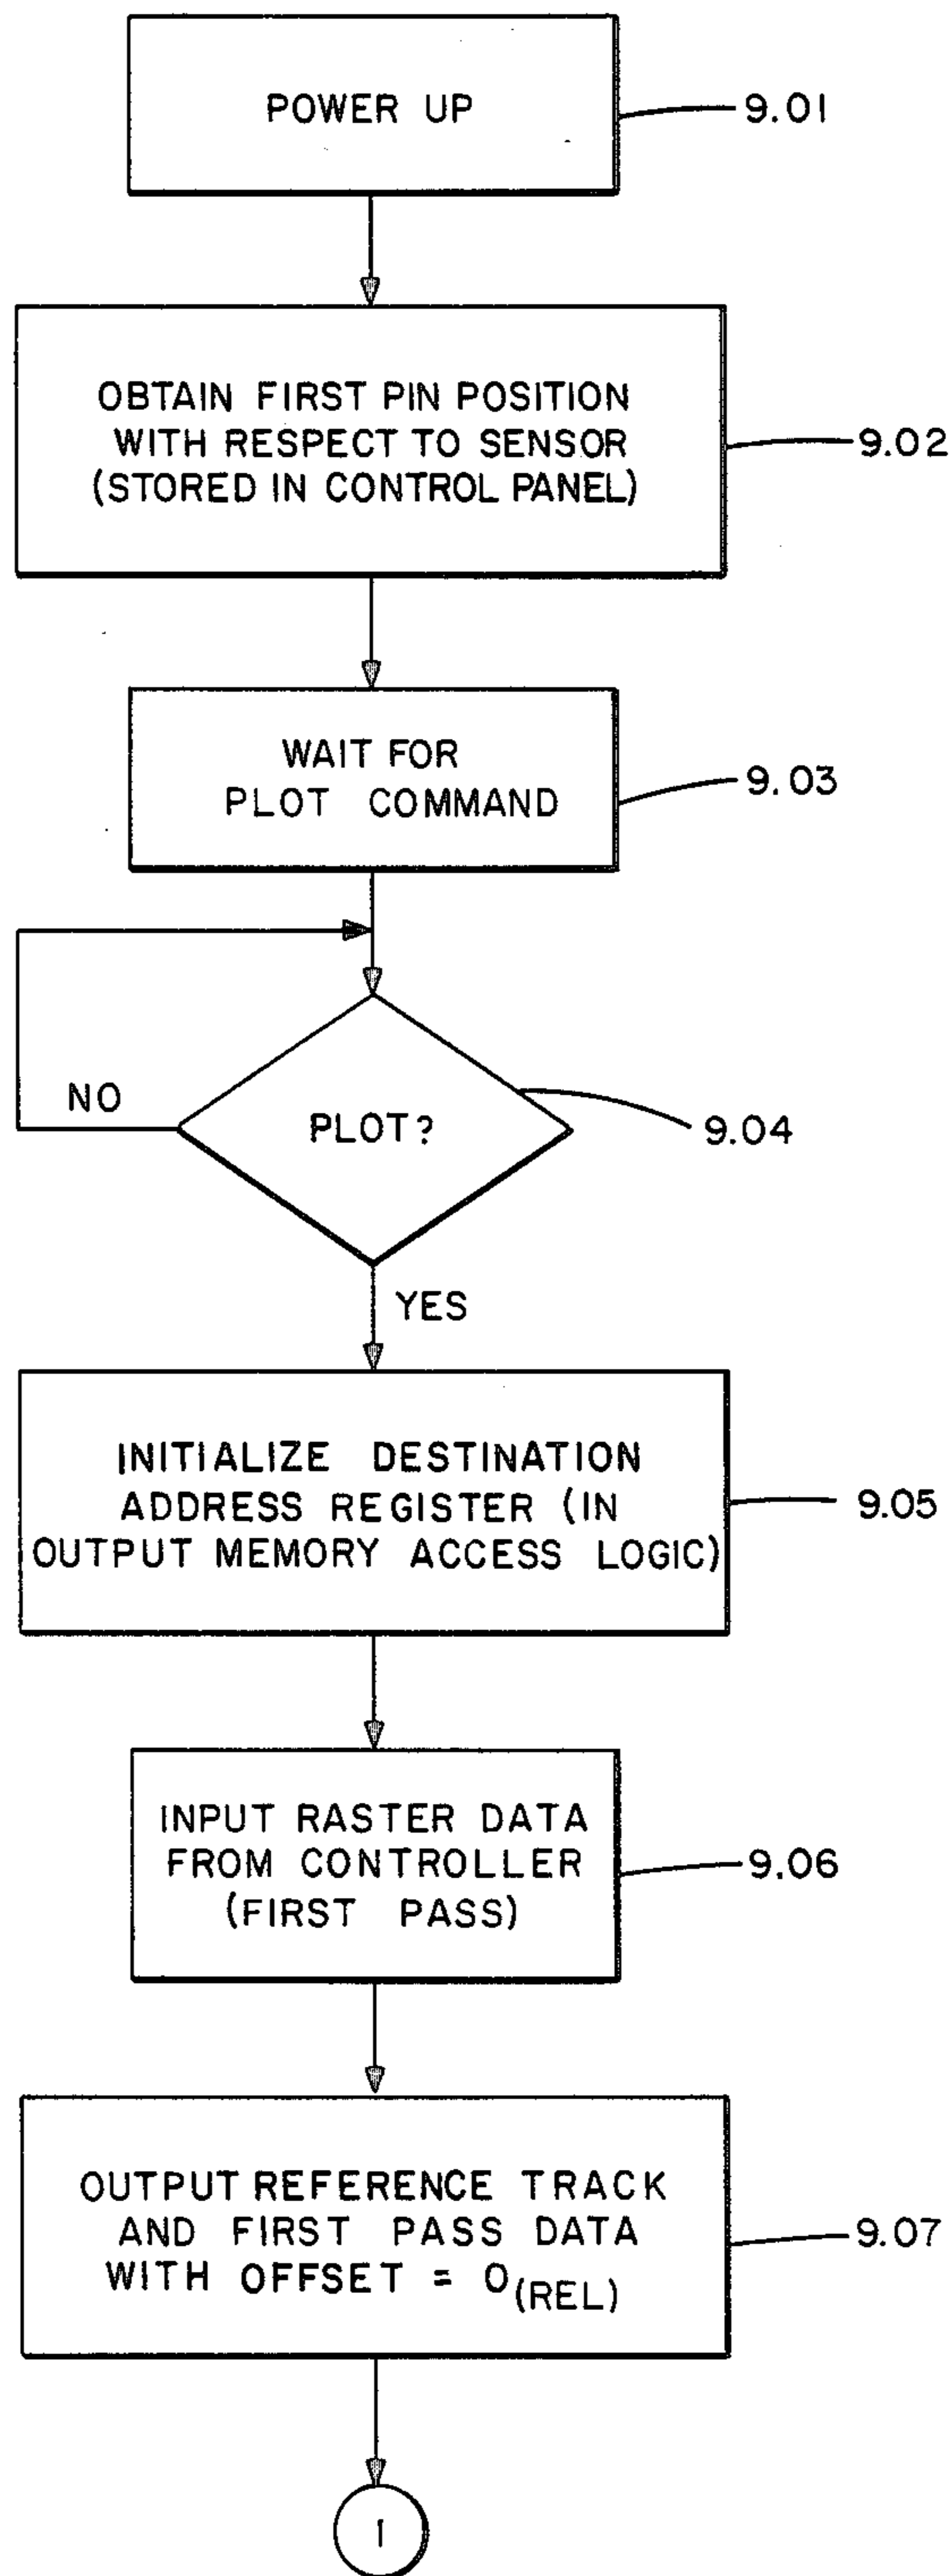 POWER UP
9.01
OBTAIN FIRST PIN POSITION
WITH RESPECT TO SENSOR
(STORED IN CONTROL PANEL)
9.02
WAIT FOR
PLOT COMMAND
9.03
NO
PLOT?
9.04
YES
INITIALIZE DESTINATION
ADDRESS REGISTER (IN
OUTPUT MEMORY ACCESS LOGIC)
9.05
INPUT RASTER DATA
FROM CONTROLLER
(FIRST PASS)
9.06
OUTPUT REFERENCE TRACK
AND FIRST PASS DATA
WITH OFFSET = 0(REL)
9.07
1